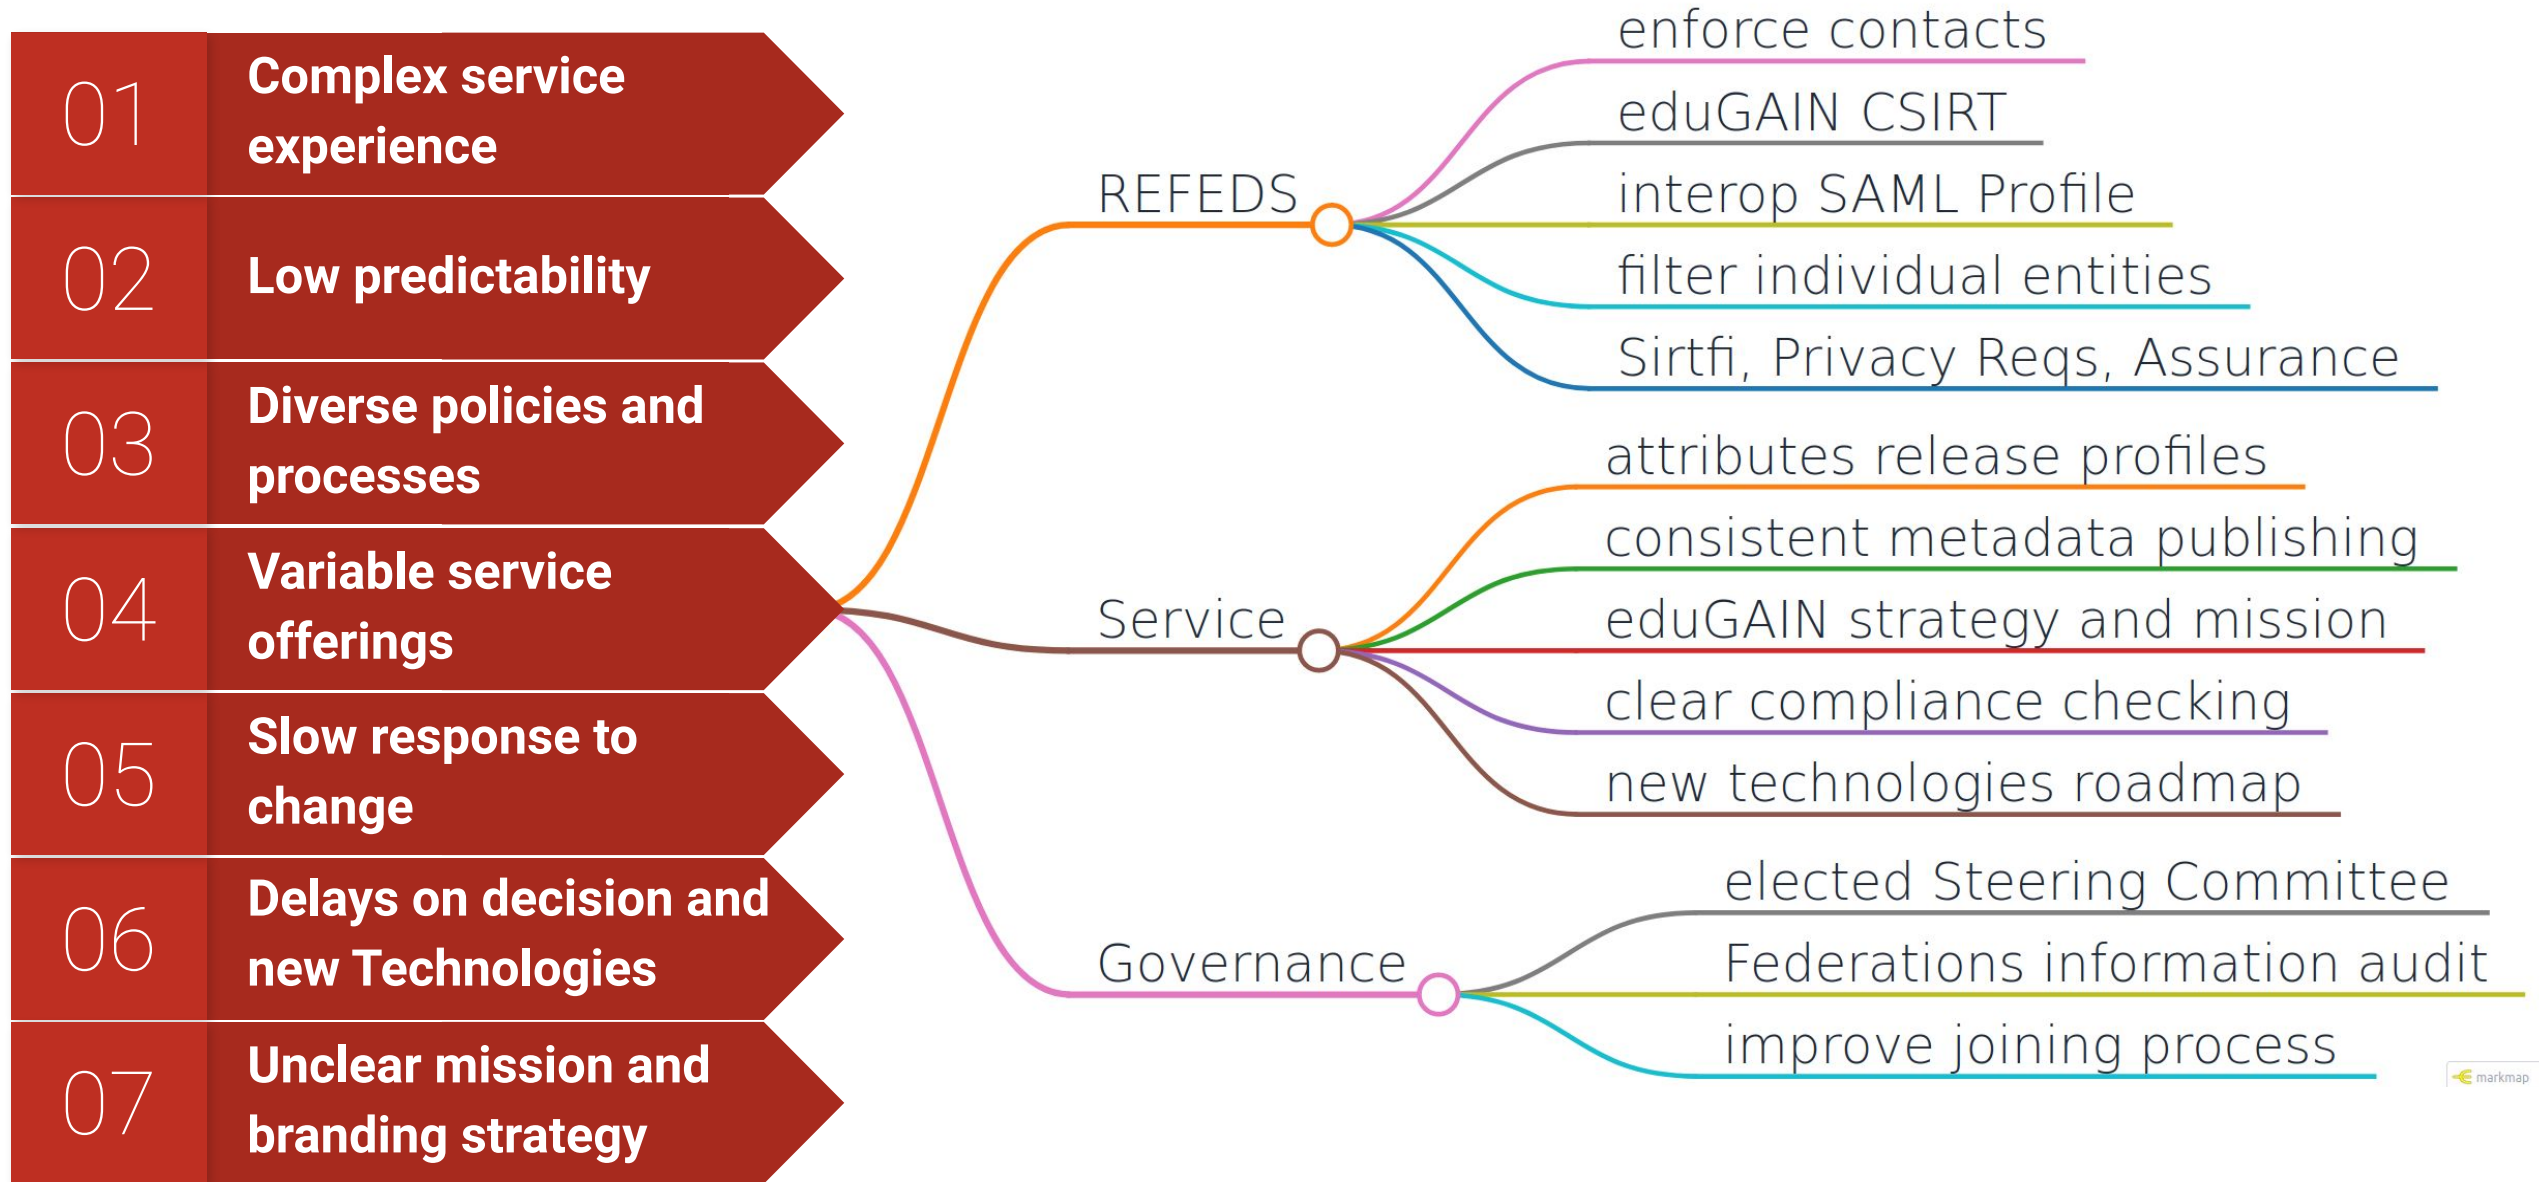 01
Complex service
experience
02
Low predictability
03
Diverse policies and
processes
04
Variable service
offerings
05
Slow response to
change
06
Delays on decision and
new Technologies
07
Unclear mission and
branding strategy
REFEDS
enforce contacts
eduGAIN CSIRT
interop SAML Profile
filter individual entities
Sirtfi, Privacy Reqs, Assurance
Service
attributes release profiles
consistent metadata publishing
eduGAIN strategy and mission
clear compliance checking
new technologies roadmap
Governance
elected Steering Committee
Federations information audit
improve joining process
markmap